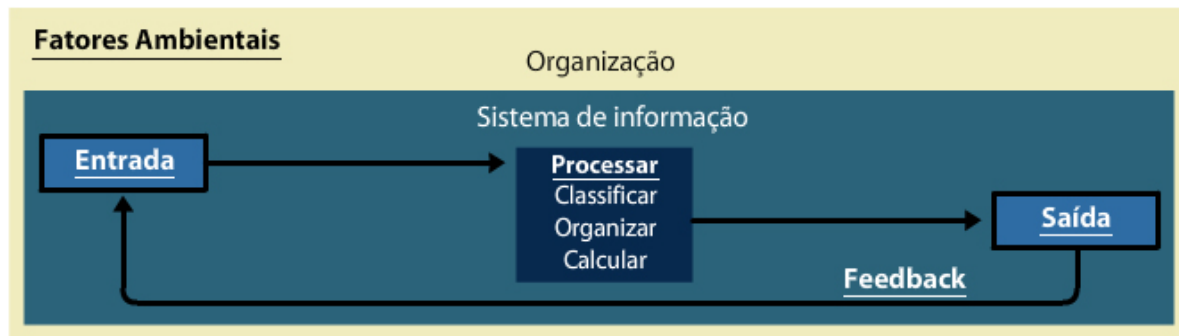 Fatores Ambientais
Organização
Sistema de informação
Entrada
Processar
Classificar
Organizar
Calcular
Saída
Feedback